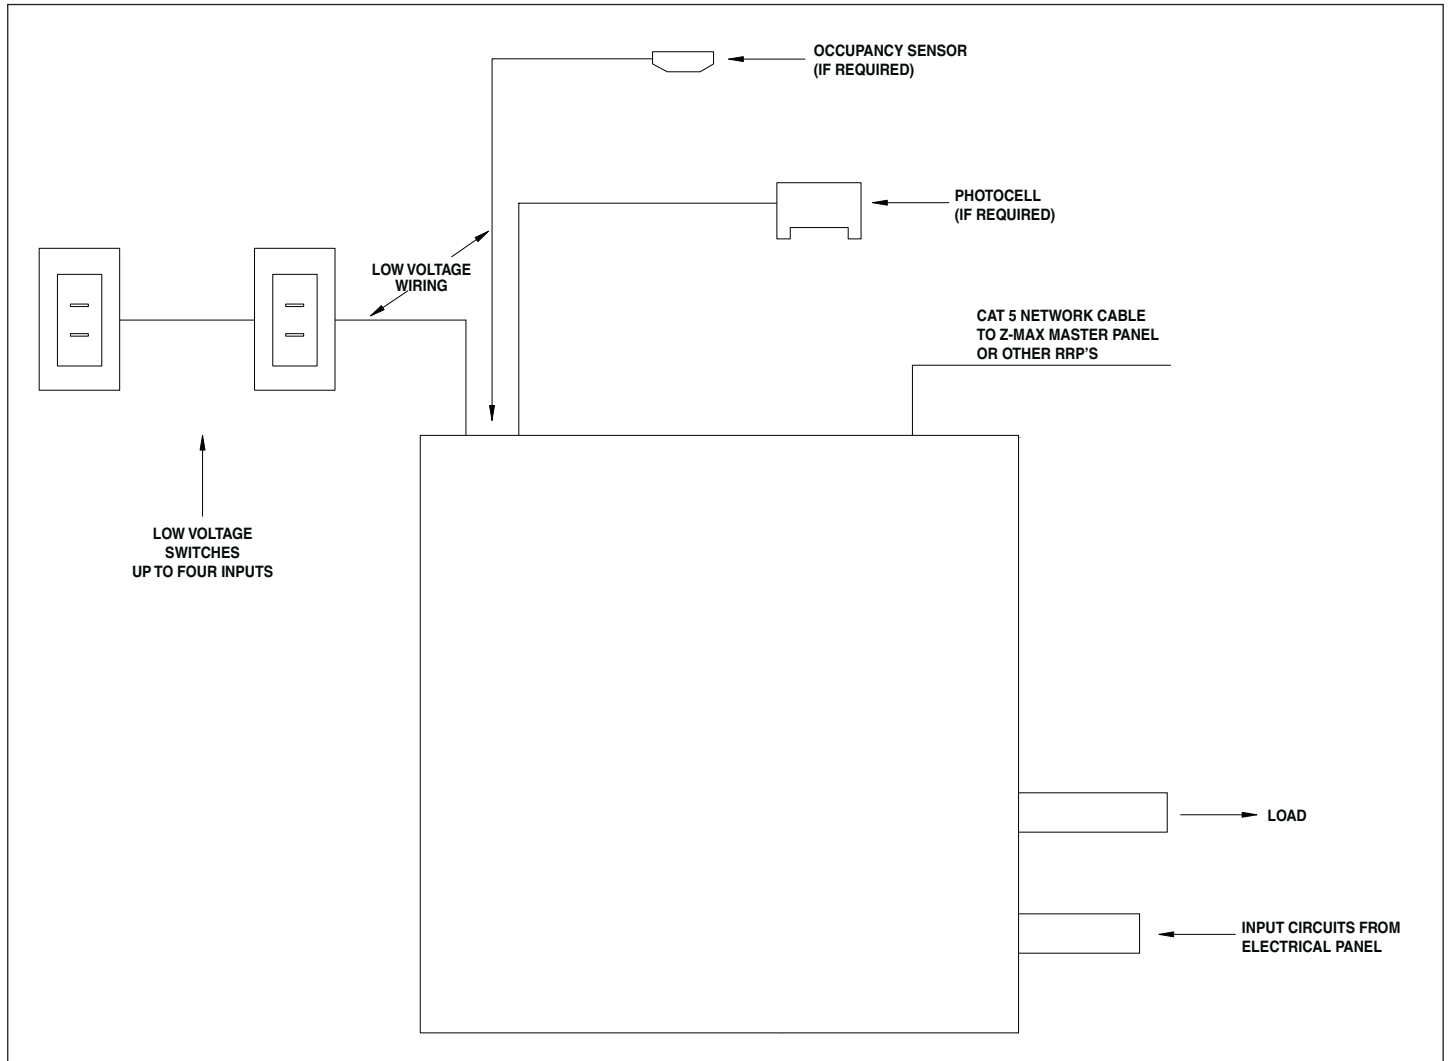 OCCUPANCY SENSOR
(IF REQUIRED)
PHOTOCELL
(IF REQUIRED)
LOW VOLTAGE
WIRING
CAT 5 NETWORK CABLE
TO Z-MAX MASTER PANEL
OR OTHER RRP'S
LOW VOLTAGE
SWITCHES
UP TO FOUR INPUTS
LOAD
INPUT CIRCUITS FROM
ELECTRICAL PANEL